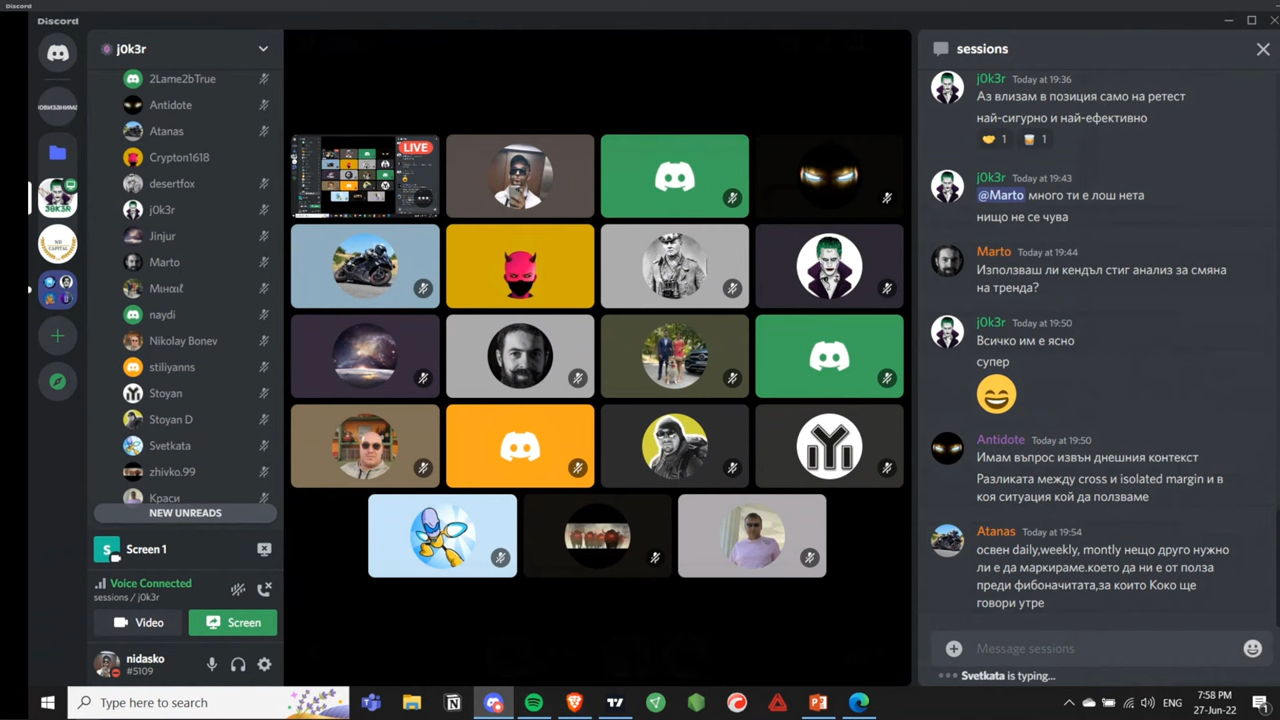 Discord
Discord
j0k3r
ювизанима
J0K3R
ND
CAPITAL
2Lame2bTrue
Antidote
Atanas
Crypton1618
desertfox
j0k3r
Jinjur
Marto
naydi
Nikolay Bonev
stiliyanns
Stoyan
Stoyan D
Svetkata
zhivko.99
Краси
NEW UNREADS
S
Screen 1
Voice Connected
sessions / j0k3r
Video
Screen
nidasko
#5109
LIVE
sessions
j0k3r Today at 19:36
Аз влизам в позиция само на ретест
най-сигурно и най-ефективно
1
1
j0k3r Today at 19:43
@Marto много ти е лош нета
нищо не се чува
Marto Today at 19:44
Използваш ли кендъл стиг анализ за смяна
на тренда?
j0k3r Today at 19:50
Всичко им е ясно
супер
Antidote Today at 19:50
Имам въпрос извън днешния контекст
Разликата между cross и isolated margin и в
коя ситуация кой да ползваме
Atanas Today at 19:54
освен daily,weekly, montly нещо друго нужно
ли е да маркираме.което да ни е от полза
преди фибоначитата,за които Коко ще
говори утре
Message sessions
Svetkata is typing...
Type here to search
ENG
7:58 PM
27-Jun-22
1